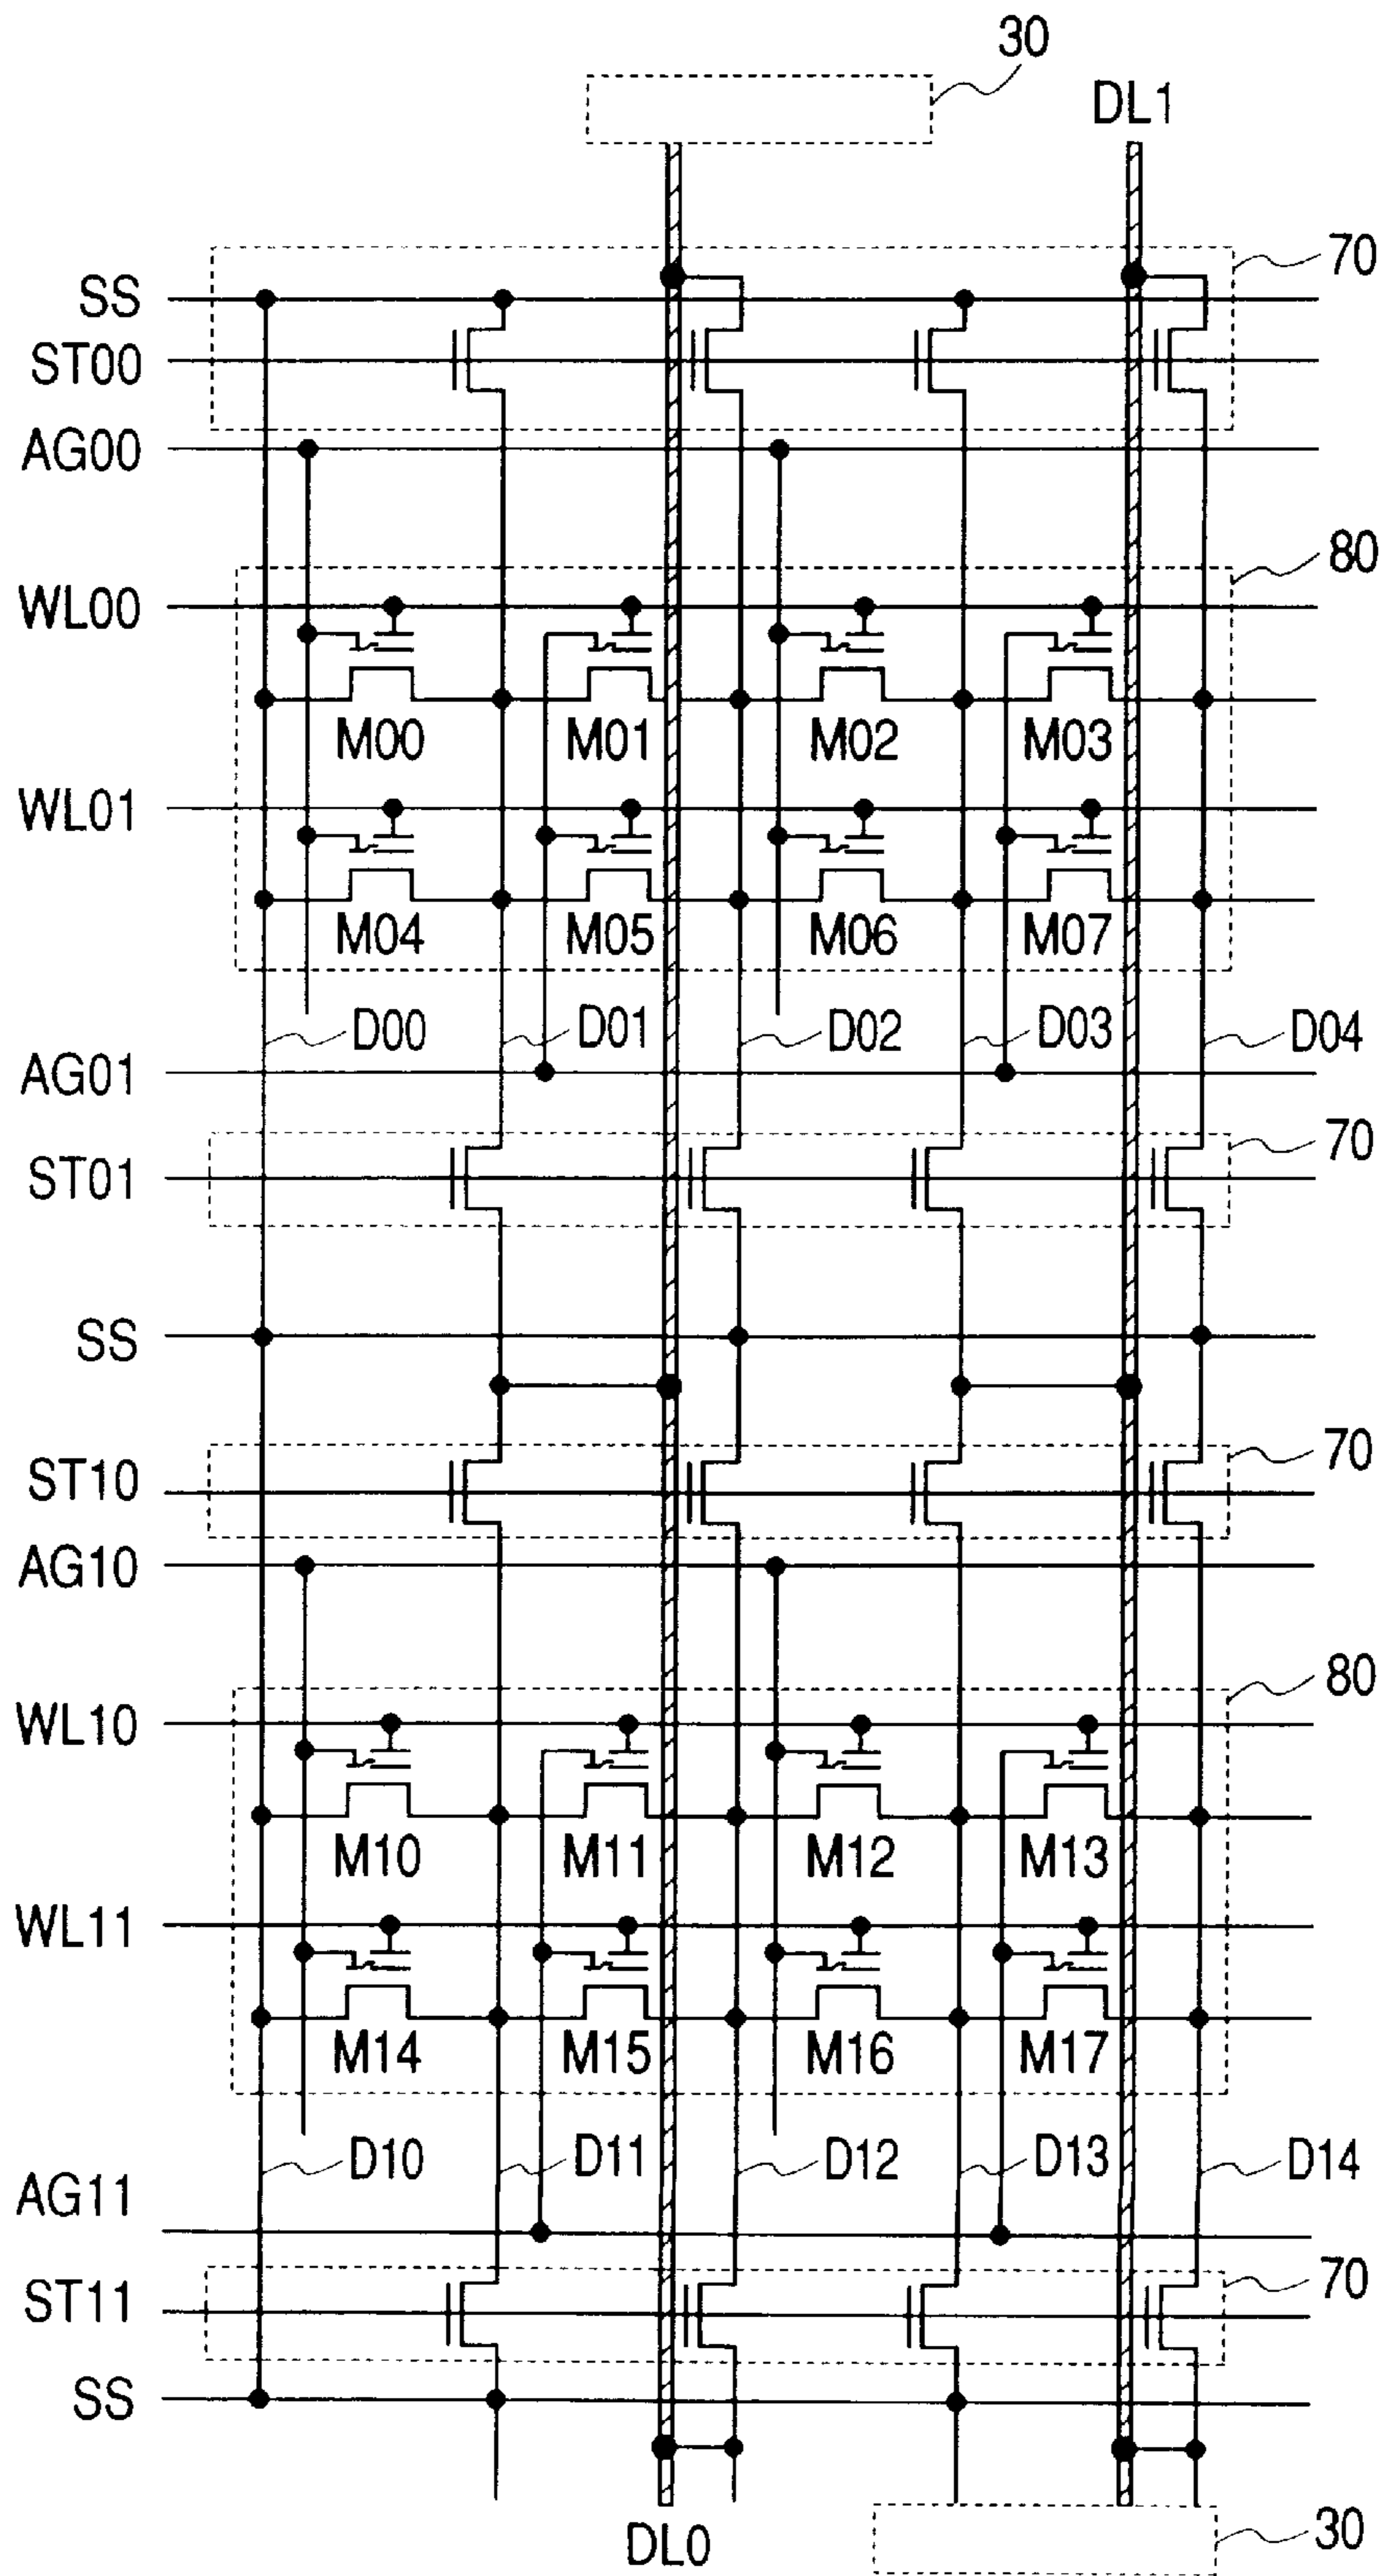 30
DL1
70
SS
ST00
AG00
80
WL00
M00 M01 M02 M03
WL01
M04 M05 M06 M07
D00 D01 D02 D03 D04
AG01
70
ST01
SS
70
ST10
AG10
80
WL10
M10 M11 M12 M13
WL11
M14 M15 M16 M17
D10 D11 D12 D13 D14
AG11
70
ST11
SS
DL0
30